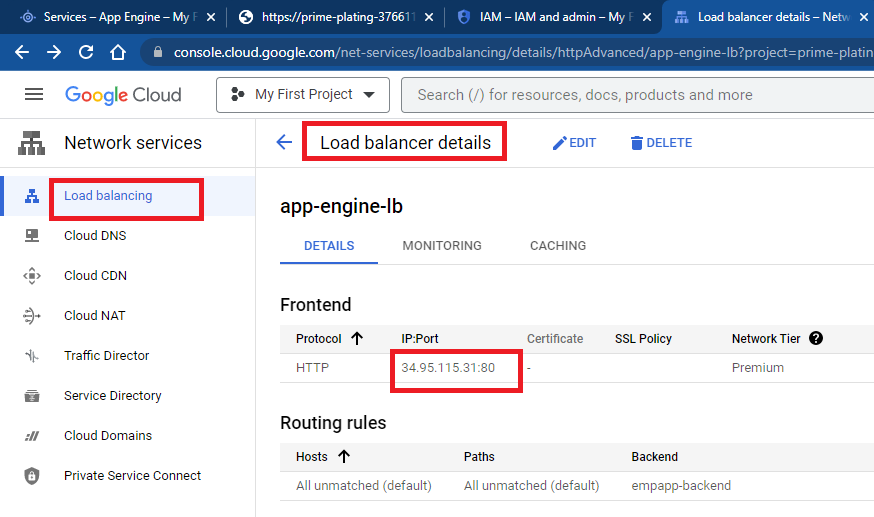 Services – App Engine – My F
https://prime-plating-376611
IAM – IAM and admin – My F
Load balancer details – Netw
console.cloud.google.com/net-services/loadbalancing/details/httpAdvanced/app-engine-lb?project=prime-plating
Google Cloud
My First Project
Search (/) for resources, docs, products and more
Network services
Load balancer details
EDIT
DELETE
Load balancing
Cloud DNS
Cloud CDN
Cloud NAT
Traffic Director
Service Directory
Cloud Domains
Private Service Connect
app-engine-lb
DETAILS MONITORING CACHING
Frontend
Protocol IP:Port Certificate SSL Policy Network Tier
HTTP 34.95.115.31:80 - Premium
Routing rules
Hosts Paths Backend
All unmatched (default) All unmatched (default) empapp-backend